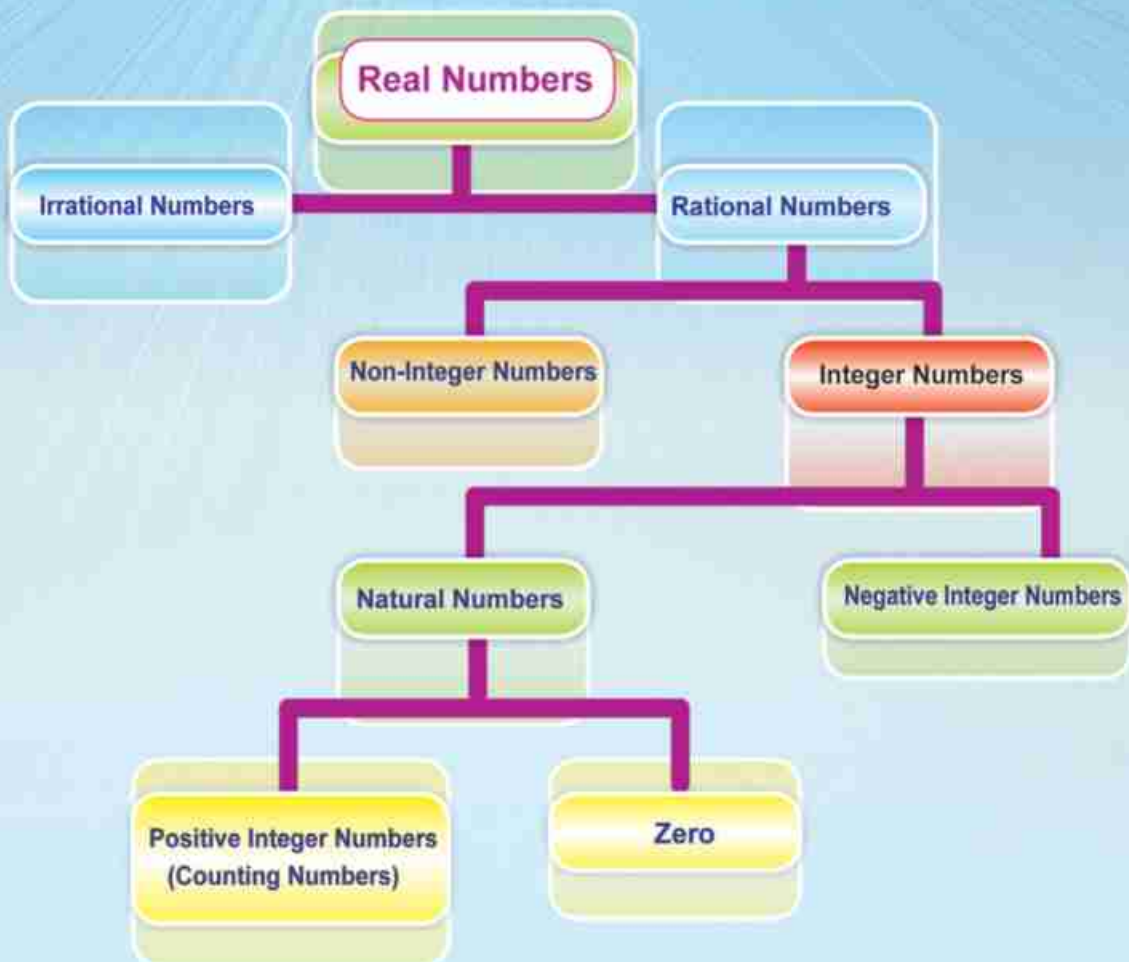 Real Numbers
Irrational Numbers
Rational Numbers
Non-Integer Numbers
Integer Numbers
Natural Numbers
Negative Integer Numbers
Positive Integer Numbers
(Counting Numbers)
Zero